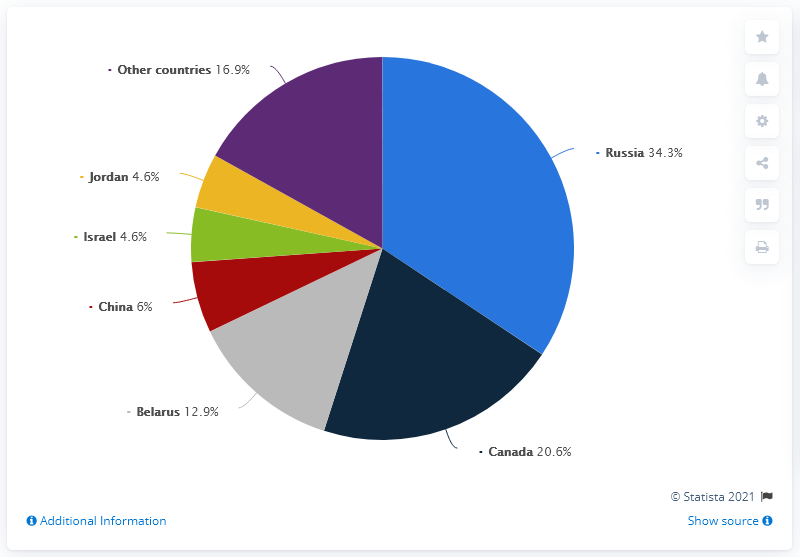 Other countries 16.9%
Russia 34.3%
Jordan 4.6%
Israel 4.6%
China 6%
Belarus 12.9%
Canada 20.6%
© Statista 2021
Additional Information
Show source